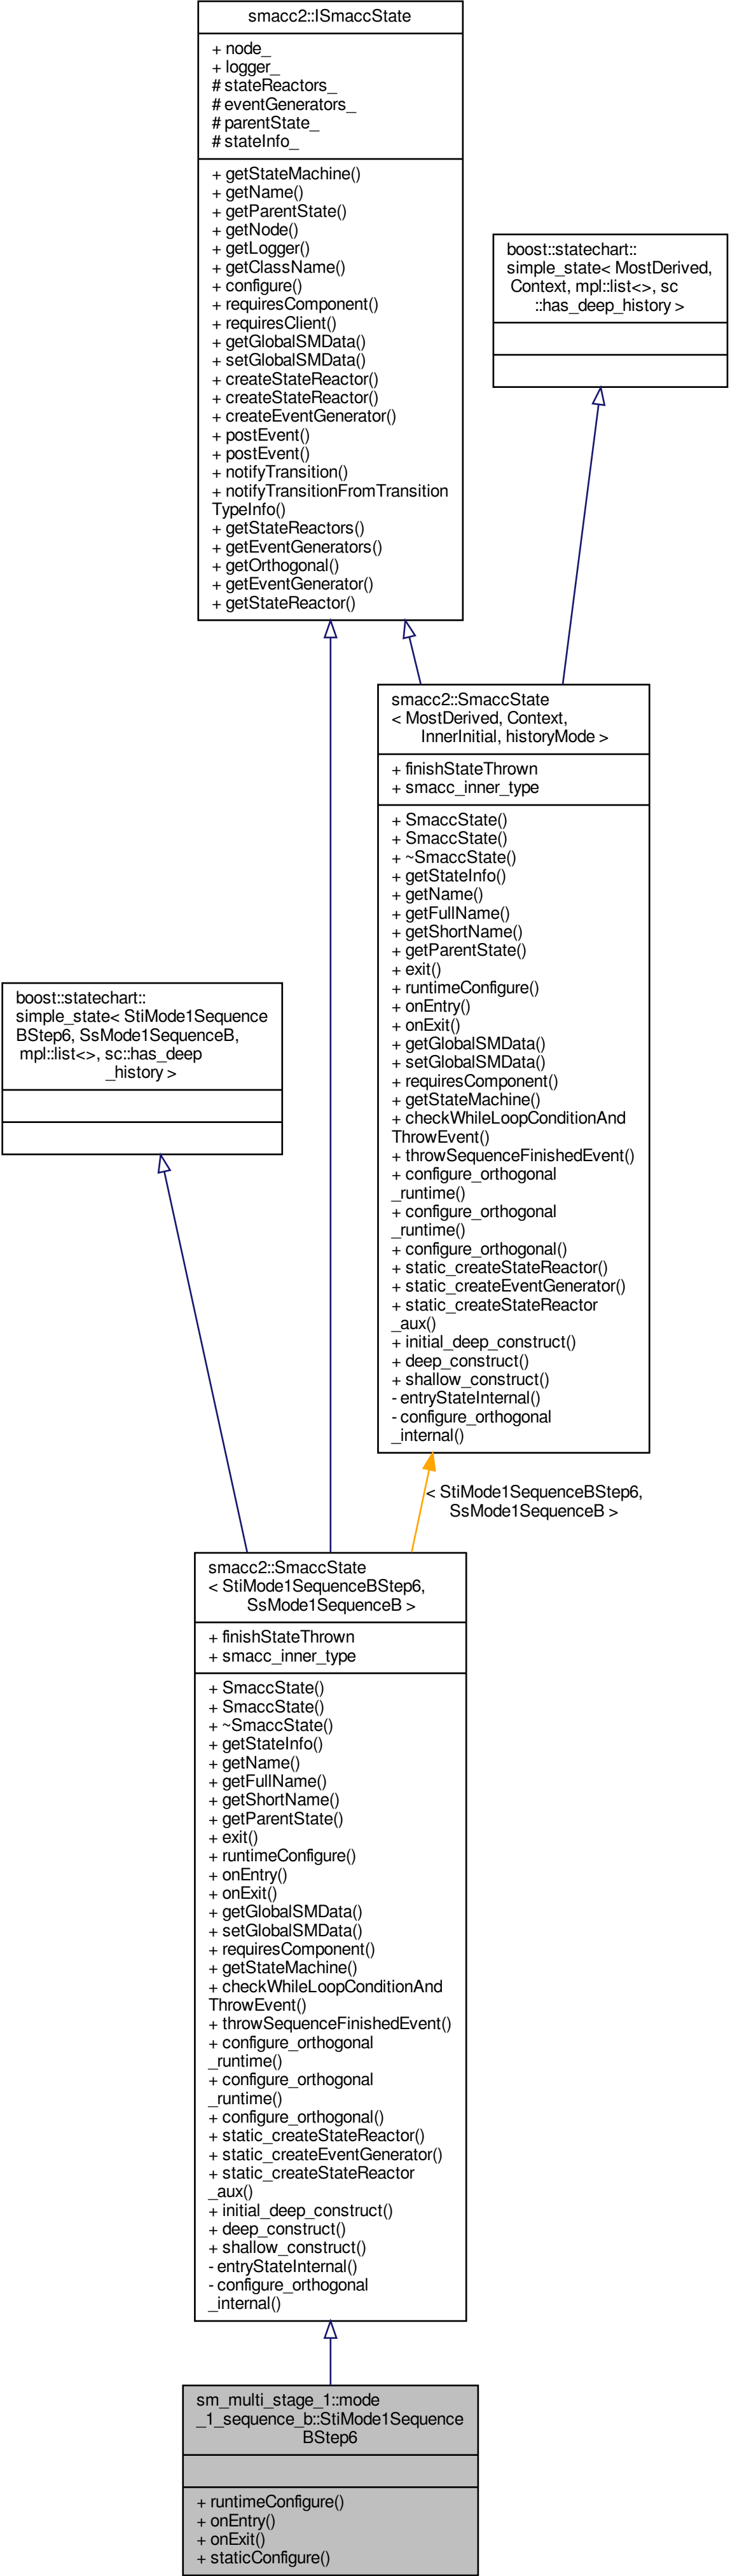 smacc2::ISmaccState
+ node_
+ logger_
# stateReactors_
# eventGenerators_
# parentState_
# stateInfo_
+ getStateMachine()
+ getName()
+ getParentState()
+ getNode()
+ getLogger()
+ getClassName()
+ configure()
+ requiresComponent()
+ requiresClient()
+ getGlobalSMData()
+ setGlobalSMData()
+ createStateReactor()
+ createStateReactor()
+ createEventGenerator()
+ postEvent()
+ postEvent()
+ notifyTransition()
+ notifyTransitionFromTransition
TypeInfo()
+ getStateReactors()
+ getEventGenerators()
+ getOrthogonal()
+ getEventGenerator()
+ getStateReactor()
boost::statechart::
simple_state< MostDerived,
Context, mpl::list<>, sc
::has_deep_history >
smacc2::SmaccState
< MostDerived, Context,
InnerInitial, historyMode >
+ finishStateThrown
+ smacc_inner_type
+ SmaccState()
+ SmaccState()
+ ~SmaccState()
+ getStateInfo()
+ getName()
+ getFullName()
+ getShortName()
+ getParentState()
+ exit()
+ runtimeConfigure()
+ onEntry()
+ onExit()
+ getGlobalSMData()
+ setGlobalSMData()
+ requiresComponent()
+ getStateMachine()
+ checkWhileLoopConditionAnd
ThrowEvent()
+ throwSequenceFinishedEvent()
+ configure_orthogonal
_runtime()
+ configure_orthogonal
_runtime()
+ configure_orthogonal()
+ static_createStateReactor()
+ static_createEventGenerator()
+ static_createStateReactor
_aux()
+ initial_deep_construct()
+ deep_construct()
+ shallow_construct()
- entryStateInternal()
- configure_orthogonal
_internal()
boost::statechart::
simple_state< StiMode1Sequence
BStep6, SsMode1SequenceB,
mpl::list<>, sc::has_deep
_history >
< StiMode1SequenceBStep6,
SsMode1SequenceB >
smacc2::SmaccState
< StiMode1SequenceBStep6,
SsMode1SequenceB >
+ finishStateThrown
+ smacc_inner_type
+ SmaccState()
+ SmaccState()
+ ~SmaccState()
+ getStateInfo()
+ getName()
+ getFullName()
+ getShortName()
+ getParentState()
+ exit()
+ runtimeConfigure()
+ onEntry()
+ onExit()
+ getGlobalSMData()
+ setGlobalSMData()
+ requiresComponent()
+ getStateMachine()
+ checkWhileLoopConditionAnd
ThrowEvent()
+ throwSequenceFinishedEvent()
+ configure_orthogonal
_runtime()
+ configure_orthogonal
_runtime()
+ configure_orthogonal()
+ static_createStateReactor()
+ static_createEventGenerator()
+ static_createStateReactor
_aux()
+ initial_deep_construct()
+ deep_construct()
+ shallow_construct()
- entryStateInternal()
- configure_orthogonal
_internal()
sm_multi_stage_1::mode
_1_sequence_b::StiMode1Sequence
BStep6
+ runtimeConfigure()
+ onEntry()
+ onExit()
+ staticConfigure()